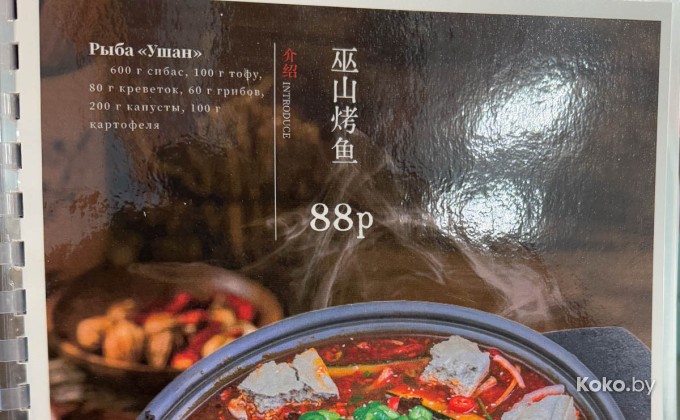 Рыба «Ушан»
600 г сибас, 100 г тофу,
80 г креветок, 60 г грибов,
200 г капусты, 100 г
картофеля
介绍 INTRODUCE
巫山烤鱼
88р
Koko.by